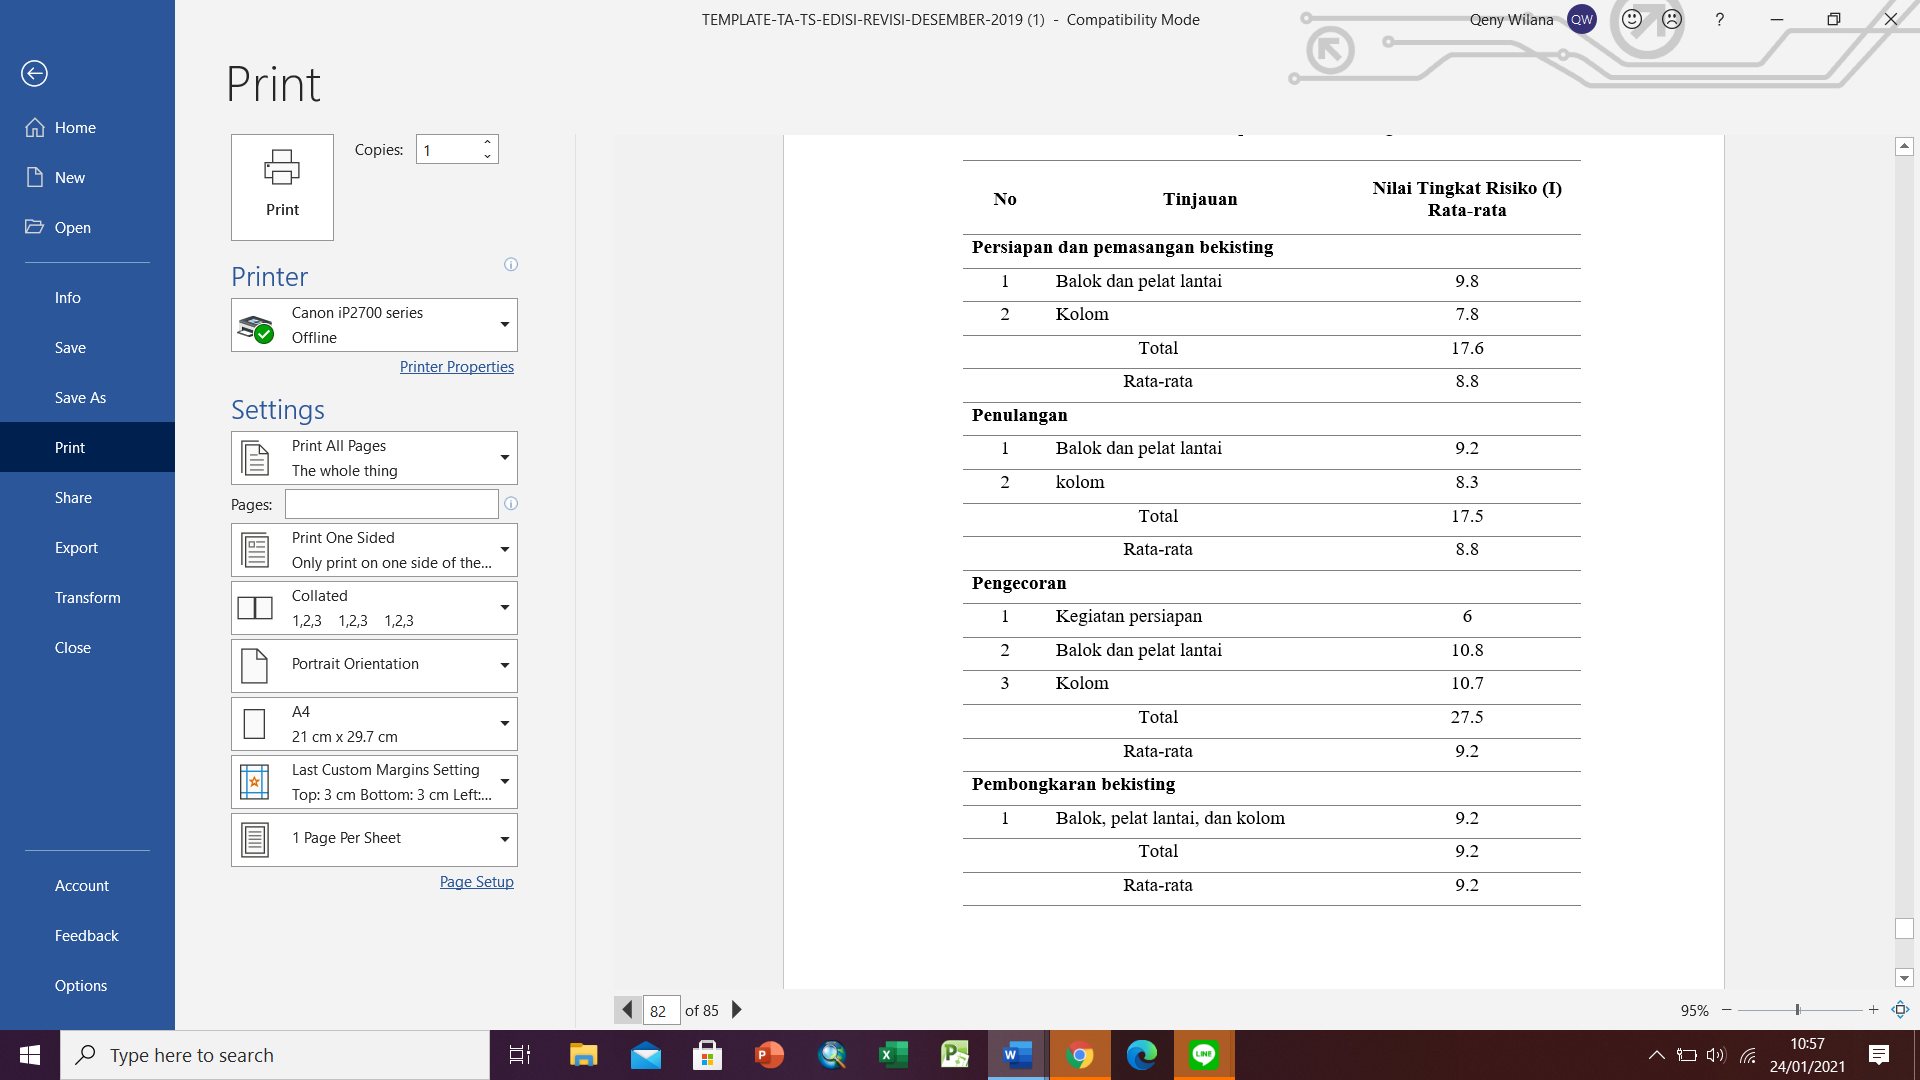 TEMPLATE-TA-TS-EDISI-REVISI-DESEMBER-2019 (1) - Compatibility Mode
Qeny Wilana QW ?
Print
Home
New
Open
Info
Save
Save As
Print
Share
Export
Transform
Close
Account
Feedback
Options
Print
Copies: 1
Printer
Canon iP2700 series
Offline
Printer Properties
Settings
Print All Pages
The whole thing
Pages:
Print One Sided
Only print on one side of the...
Collated
1,2,3 1,2,3 1,2,3
Portrait Orientation
A4
21 cm x 29.7 cm
Last Custom Margins Setting
Top: 3 cm Bottom: 3 cm Left:...
1 Page Per Sheet
Page Setup
No Tinjauan Nilai Tingkat Risiko (I) Rata-rata
Persiapan dan pemasangan bekisting
1 Balok dan pelat lantai 9.8
2 Kolom 7.8
Total 17.6
Rata-rata 8.8
Penulangan
1 Balok dan pelat lantai 9.2
2 kolom 8.3
Total 17.5
Rata-rata 8.8
Pengecoran
1 Kegiatan persiapan 6
2 Balok dan pelat lantai 10.8
3 Kolom 10.7
Total 27.5
Rata-rata 9.2
Pembongkaran bekisting
1 Balok, pelat lantai, dan kolom 9.2
Total 9.2
Rata-rata 9.2
82 of 85
95%
Type here to search
LINE
10:57
24/01/2021